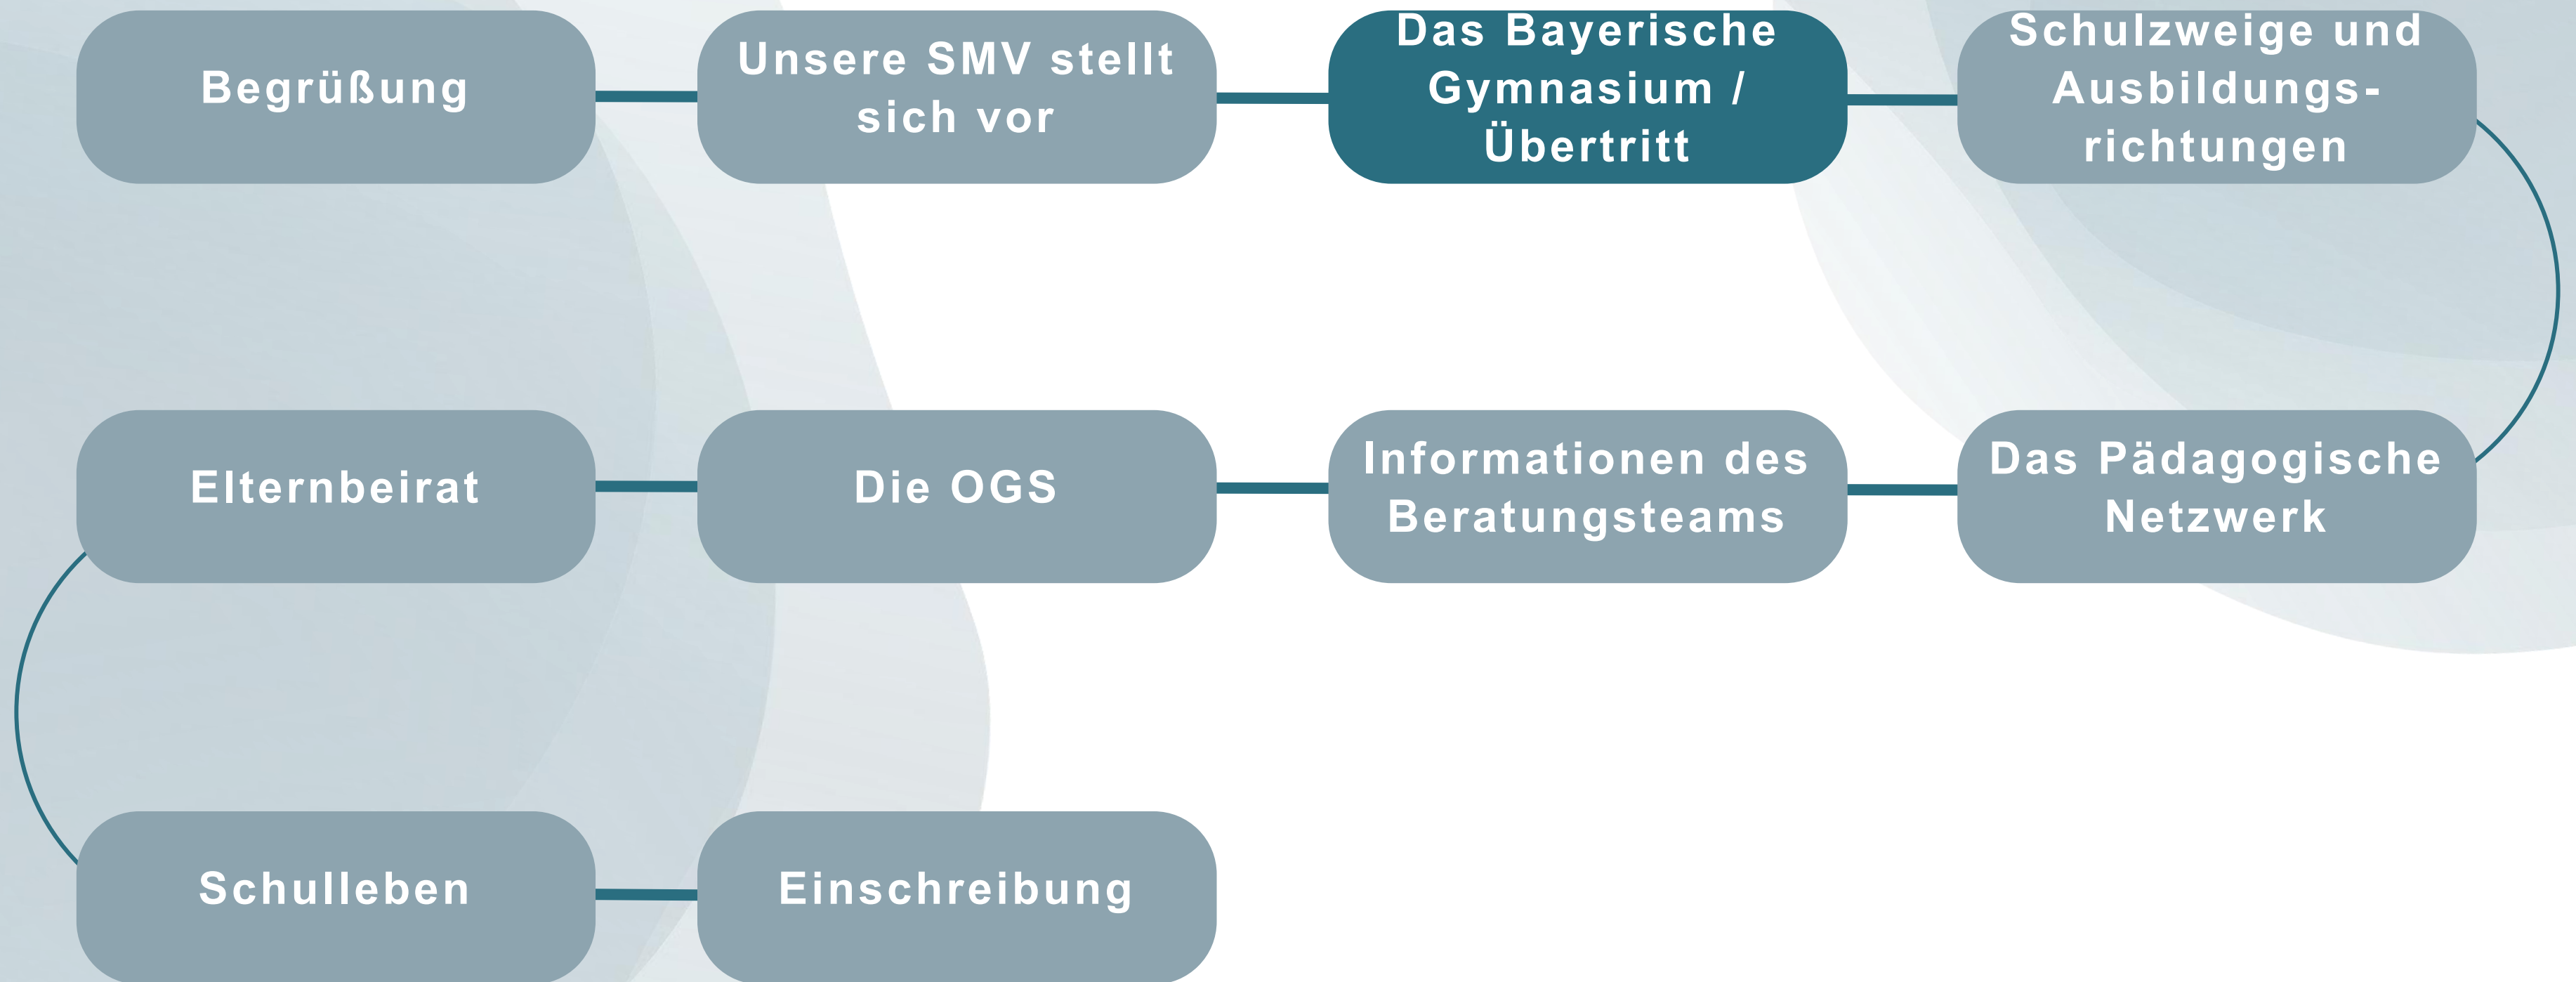 Begrüßung
Unsere SMV stellt
sich vor
Das Bayerische
Gymnasium /
Übertritt
Schulzweige und
Ausbildungs-
richtungen
Elternbeirat
Die OGS
Informationen des
Beratungsteams
Das Pädagogische
Netzwerk
Schulleben
Einschreibung